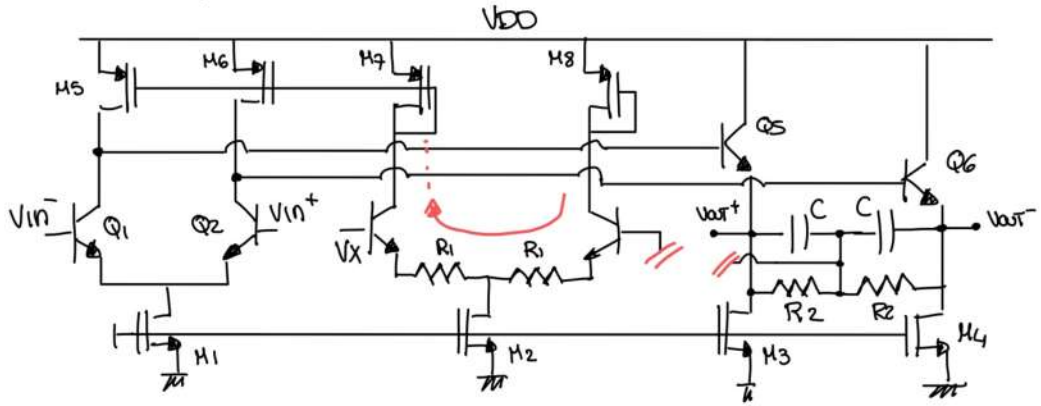 VDD
M5 M6 M7 M8
Q5
Q6
Vin⁻ Q1 Q2 Vin⁺
VX
R1 R1
Vout⁺ C C Vout⁻
R2 R2
M1 M2 M3 M4